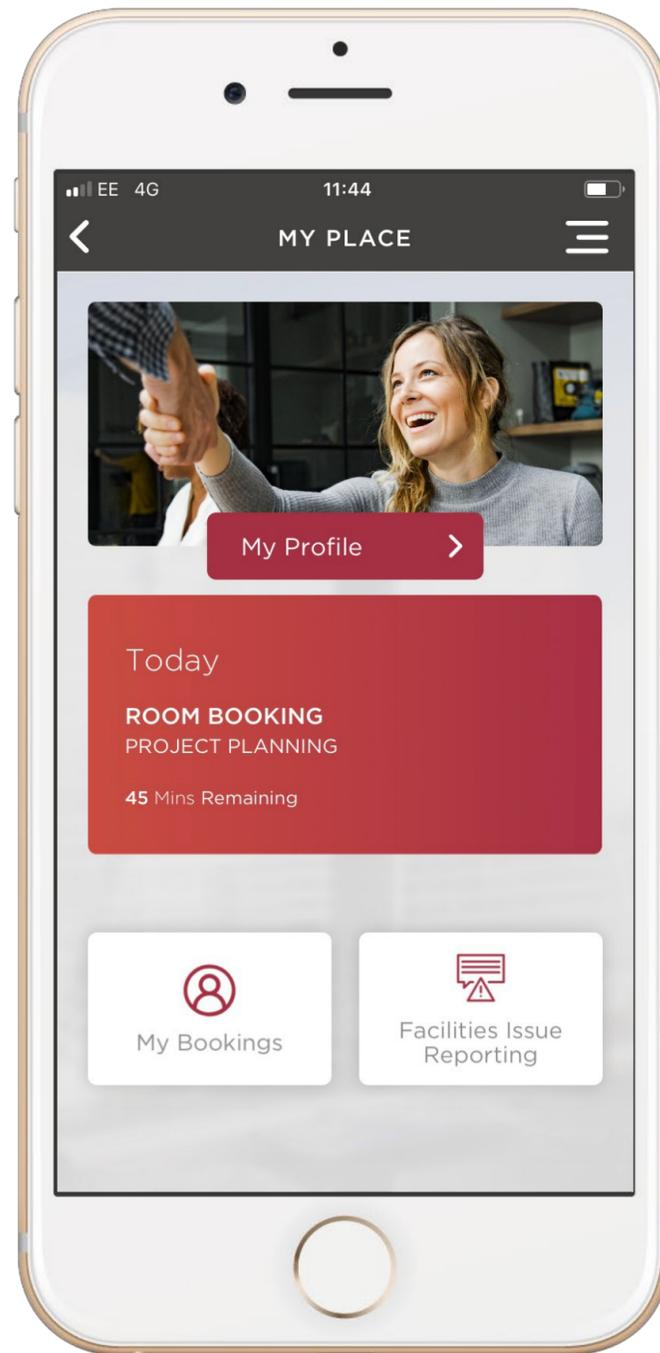 EE 4G 11:44
MY PLACE
My Profile
Today
ROOM BOOKING
PROJECT PLANNING
45 Mins Remaining
My Bookings
Facilities Issue
Reporting